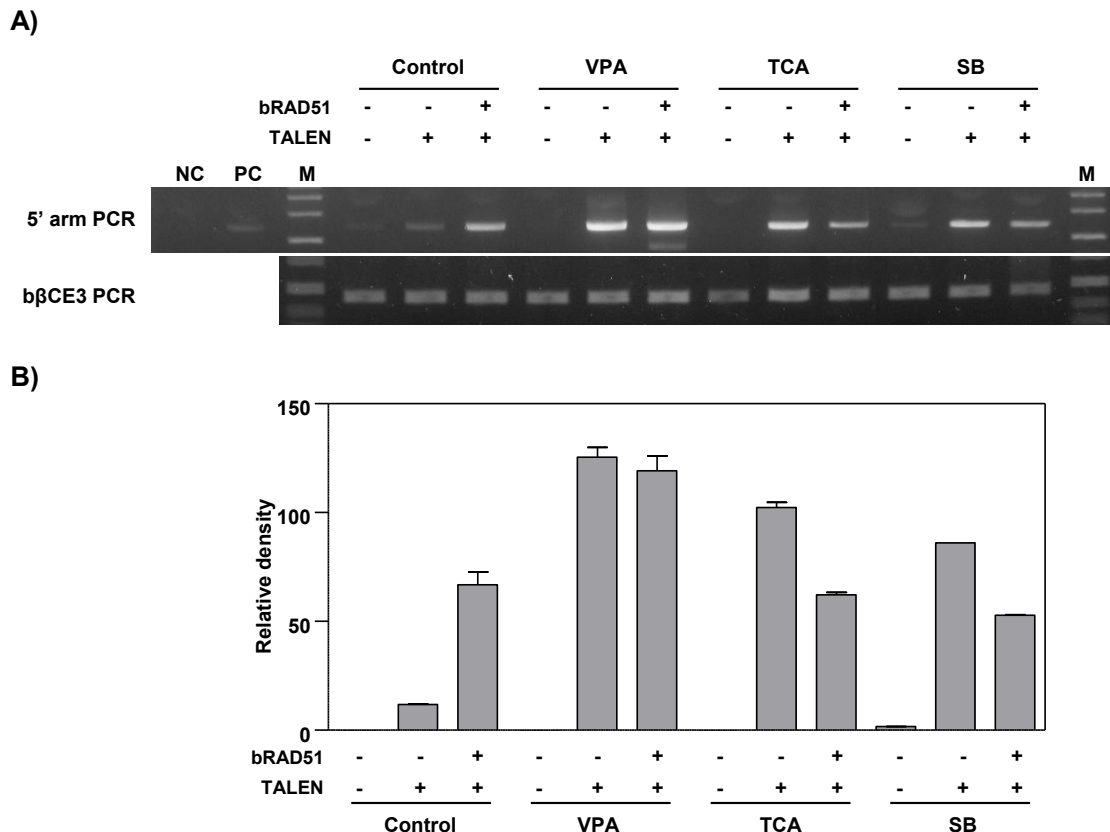 A)
Control VPA TCA SB
bRAD51 - - + - - + - - + - - +
TALEN - + + - + + - + + - + +
NC PC M M
5’ arm PCR
bβCE3 PCR
B)
150
100
50
0
Relative density
bRAD51 - - + - - + - - + - - +
TALEN - + + - + + - + + - + +
Control VPA TCA SB